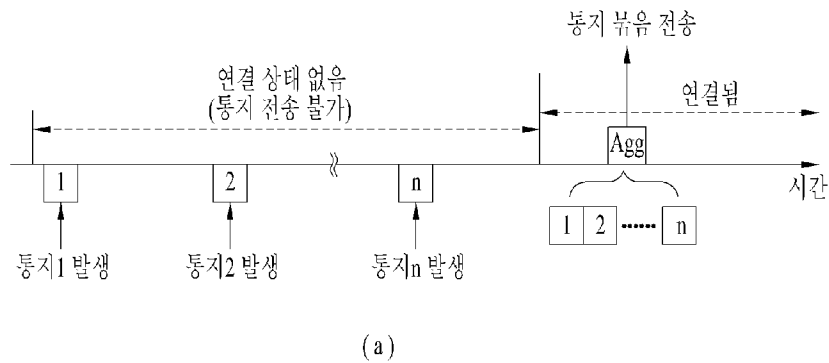 통지 묶음 전송
연결 상태 없음
(통지 전송 불가)
연결됨
Agg
1
2
n
시간
1 2 ······ n
통지1 발생
통지2 발생
통지n 발생
(a)